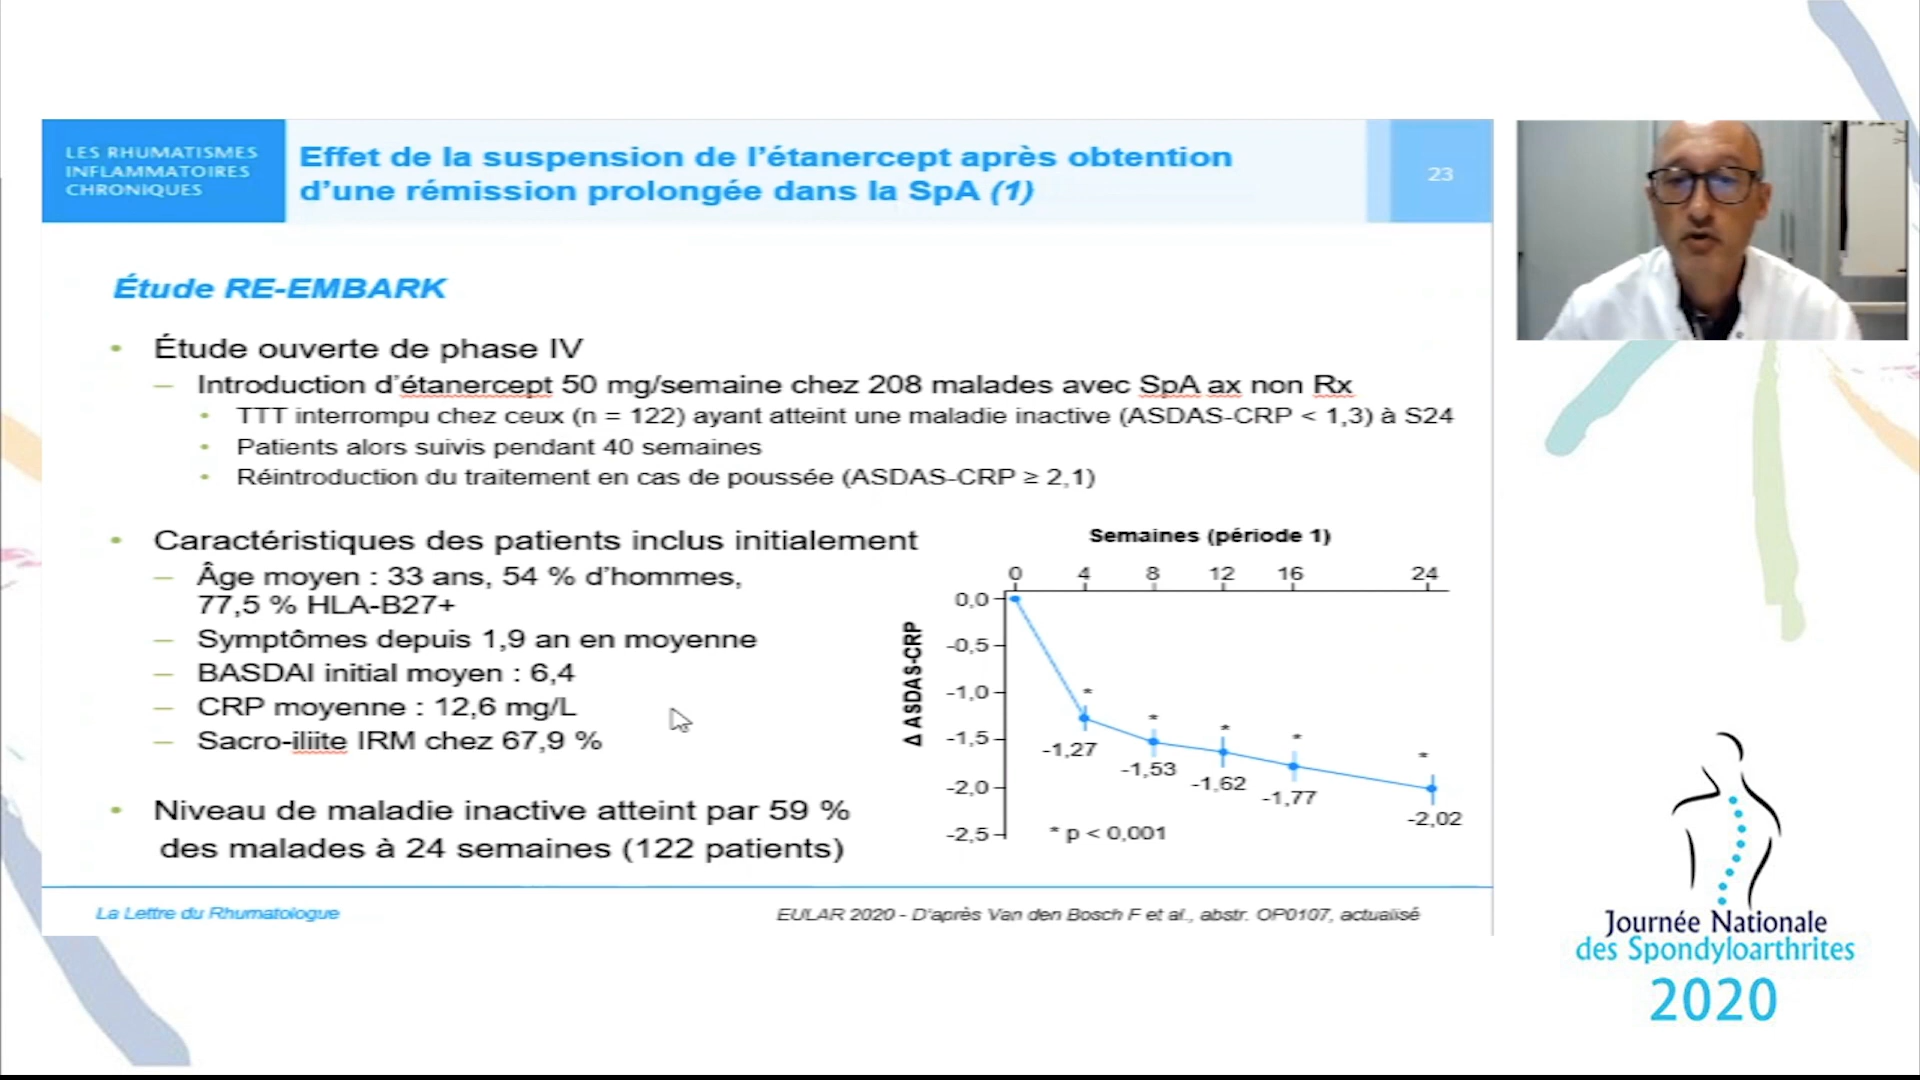 LES RHUMATISMES
INFLAMMATOIRES
CHRONIQUES
Effet de la suspension de l'étanercept après obtention
d'une rémission prolongée dans la SpA (1)
23
Étude RE-EMBARK
• Étude ouverte de phase IV
– Introduction d'étanercept 50 mg/semaine chez 208 malades avec SpA ax non Rx
• TTT interrompu chez ceux (n = 122) ayant atteint une maladie inactive (ASDAS-CRP < 1,3) à S24
• Patients alors suivis pendant 40 semaines
• Réintroduction du traitement en cas de poussée (ASDAS-CRP ≥ 2,1)
• Caractéristiques des patients inclus initialement
– Âge moyen : 33 ans, 54 % d'hommes,
77,5 % HLA-B27+
– Symptômes depuis 1,9 an en moyenne
– BASDAI initial moyen : 6,4
– CRP moyenne : 12,6 mg/L
– Sacro-iliite IRM chez 67,9 %
• Niveau de maladie inactive atteint par 59 %
des malades à 24 semaines (122 patients)
Semaines (période 1)
0 4 8 12 16 24
Δ ASDAS-CRP
0,0
-0,5
-1,0
-1,5
-2,0
-2,5
* * * * *
-1,27
-1,53
-1,62
-1,77
-2,02
* p < 0,001
La Lettre du Rhumatologue
EULAR 2020 - D'après Van den Bosch F et al., abstr. OP0107, actualisé
Journée Nationale
des Spondyloarthrites
2020